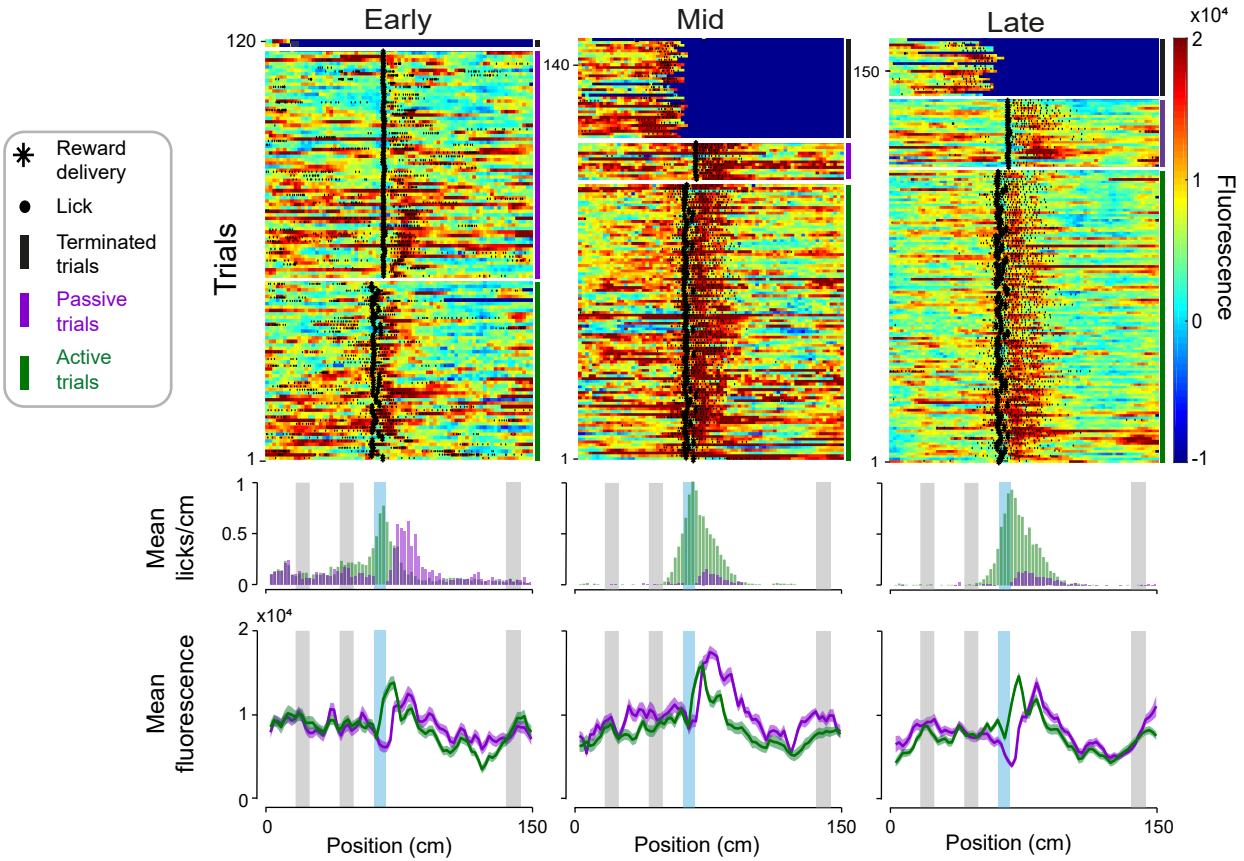 Early
Mid
Late
x10⁴
120
140
150
2
1
0
-1
Fluorescence
Reward
delivery
Lick
Terminated
trials
Passive
trials
Active
trials
Trials
1
1
1
Mean
licks/cm
1
0.5
0
Mean
fluorescence
x10⁴
2
1
0
0
150
0
150
0
150
Position (cm)
Position (cm)
Position (cm)